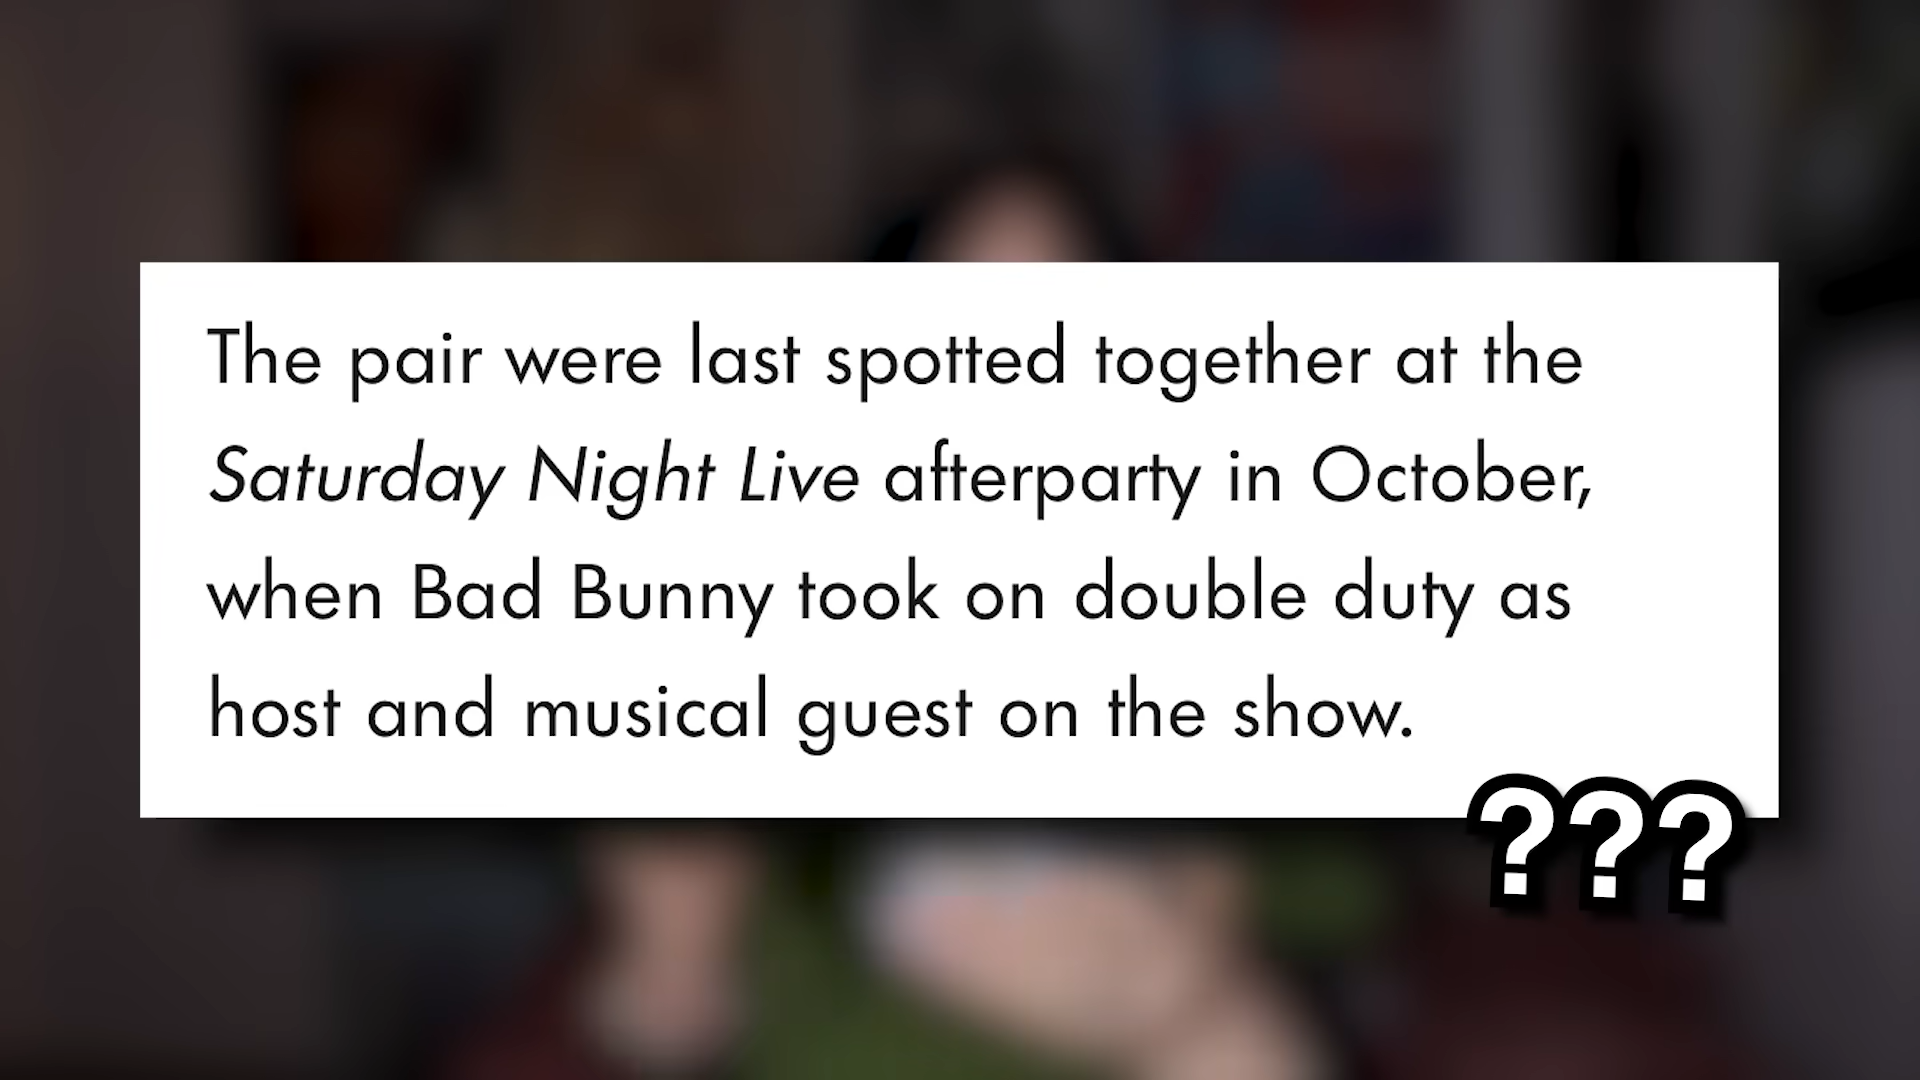 The pair were last spotted together at the
Saturday Night Live afterparty in October,
when Bad Bunny took on double duty as
host and musical guest on the show.
???